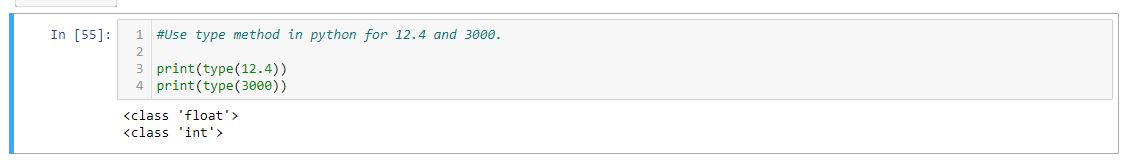 In [55]:
1 #Use type method in python for 12.4 and 3000.
2
3 print(type(12.4))
4 print(type(3000))
<class 'float'>
<class 'int'>